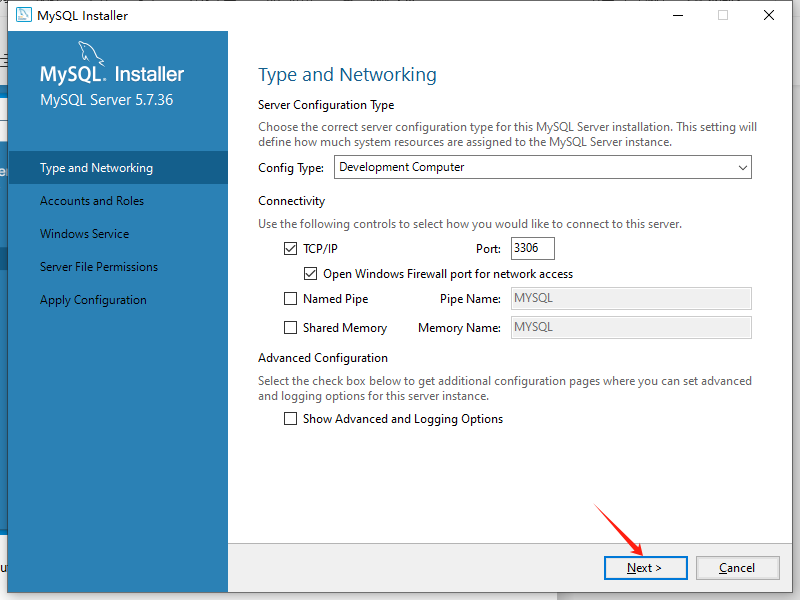 MySQL Installer
MySQL® Installer
MySQL Server 5.7.36
Type and Networking
Accounts and Roles
Windows Service
Server File Permissions
Apply Configuration
Type and Networking
Server Configuration Type
Choose the correct server configuration type for this MySQL Server installation. This setting will
define how much system resources are assigned to the MySQL Server instance.
Config Type: Development Computer
Connectivity
Use the following controls to select how you would like to connect to this server.
TCP/IP Port: 3306
Open Windows Firewall port for network access
Named Pipe Pipe Name: MYSQL
Shared Memory Memory Name: MYSQL
Advanced Configuration
Select the check box below to get additional configuration pages where you can set advanced
and logging options for this server instance.
Show Advanced and Logging Options
Next > Cancel